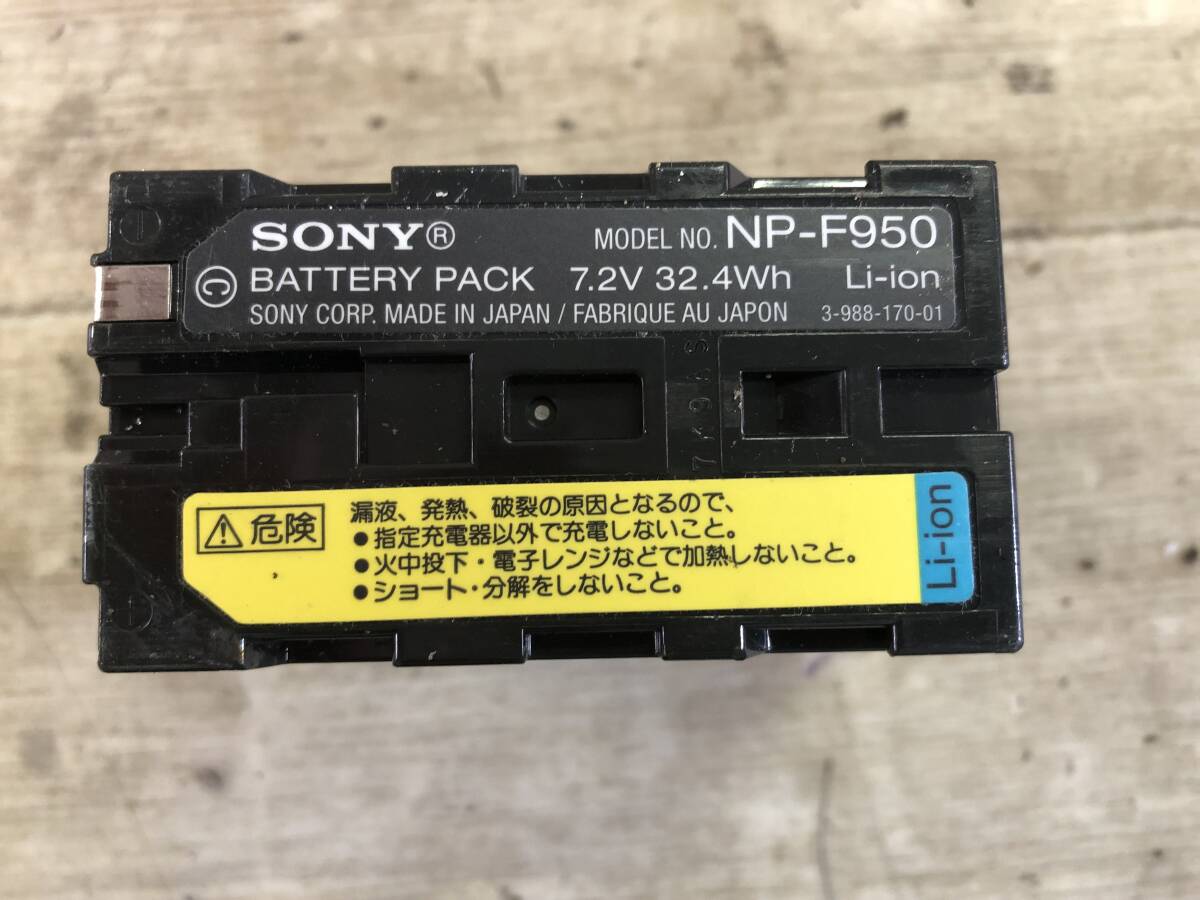 SONY®
MODEL NO. NP-F950
BATTERY PACK 7.2V 32.4Wh Li-ion
SONY CORP. MADE IN JAPAN / FABRIQUE AU JAPON 3-988-170-01
危険
漏液、発熱、破裂の原因となるので、
●指定充電器以外で充電しないこと。
●火中投下・電子レンジなどで加熱しないこと。
●ショート・分解をしないこと。
Li-ion